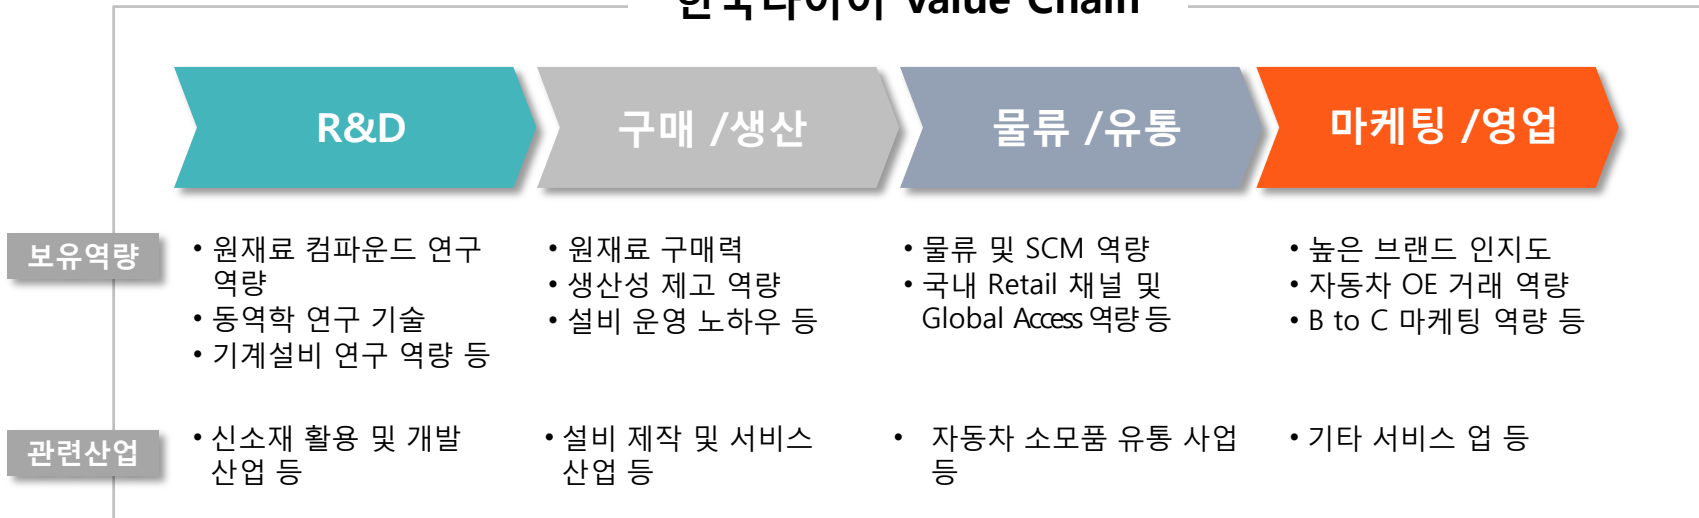 한국타이어 Value Chain
R&D
구매 /생산
물류 /유통
마케팅 /영업
보유역량
• 원재료 컴파운드 연구
역량
• 동역학 연구 기술
• 기계설비 연구 역량 등
• 원재료 구매력
• 생산성 제고 역량
• 설비 운영 노하우 등
• 물류 및 SCM 역량
• 국내 Retail 채널 및
Global Access 역량 등
• 높은 브랜드 인지도
• 자동차 OE 거래 역량
• B to C 마케팅 역량 등
관련산업
• 신소재 활용 및 개발
산업 등
• 설비 제작 및 서비스
산업 등
• 자동차 소모품 유통 사업
등
• 기타 서비스 업 등